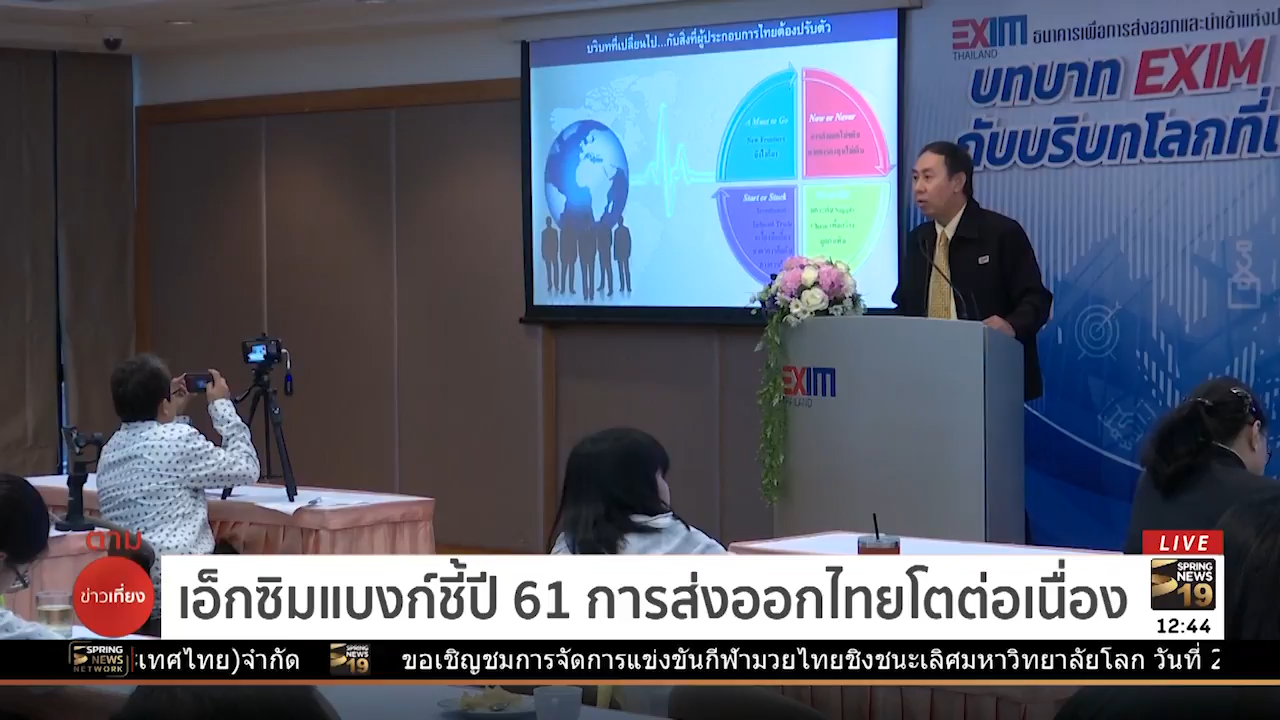 บริบทที่เปลี่ยนไป...กับสิ่งที่ผู้ประกอบการไทยต้องปรับตัว
A Must to Go
New Frontiers
Now or Never
Start or Stuck
EXIM
THAILAND
ธนาคารเพื่อการส่งออกและนำเข้าแห่งป
บทบาท EXIM
กับบริบทโลกที่เ
EXIM
THAILAND
ตาม
ข่าวเที่ยง
เอ็กซิมแบงก์ชี้ปี 61 การส่งออกไทยโตต่อเนื่อง
LIVE
SPRING
NEWS
19
12:44
SPRING
NEWS
NETWORK
เทศไทย)จำกัด
SPRING
NEWS
19
ขอเชิญชมการจัดการแข่งขันกีฬามวยไทยชิงชนะเลิศมหาวิทยาลัยโลก วันที่ 2